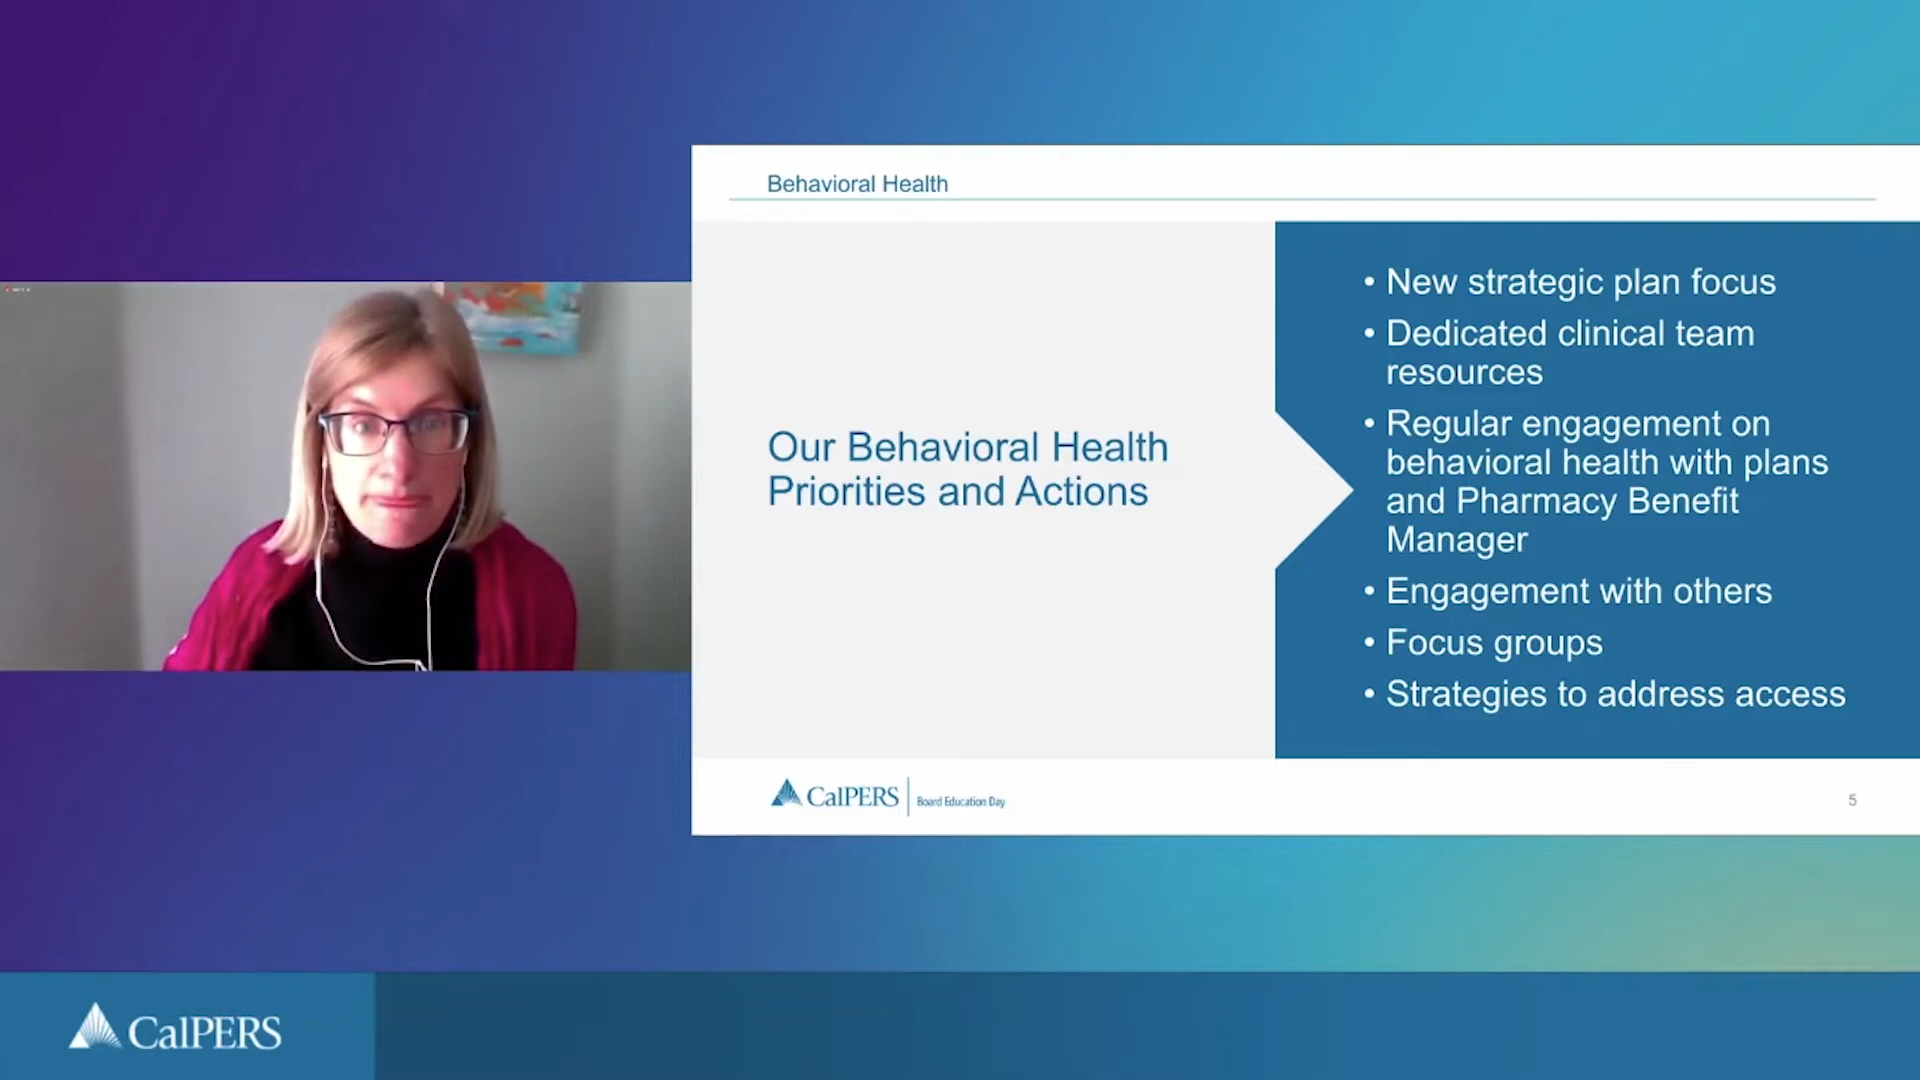 Behavioral Health
Our Behavioral Health
Priorities and Actions
• New strategic plan focus
• Dedicated clinical team
resources
• Regular engagement on
behavioral health with plans
and Pharmacy Benefit
Manager
• Engagement with others
• Focus groups
• Strategies to address access
CalPERS
Board Education Day
5
CalPERS